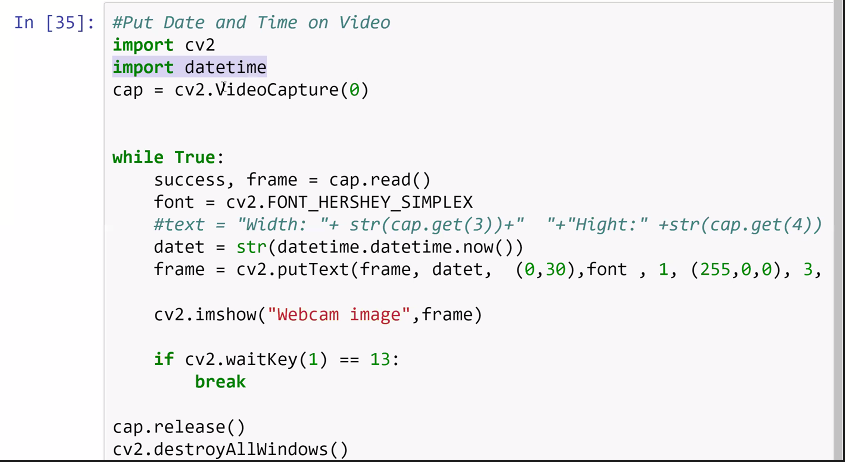 In [35]: #Put Date and Time on Video
import cv2
import datetime
cap = cv2.VideoCapture(0)
while True:
    success, frame = cap.read()
    font = cv2.FONT_HERSHEY_SIMPLEX
    #text = "Width: "+ str(cap.get(3))+"  "+"Hight:" +str(cap.get(4))
    datet = str(datetime.datetime.now())
    frame = cv2.putText(frame, datet,  (0,30),font , 1, (255,0,0), 3,
    cv2.imshow("Webcam image",frame)
    if cv2.waitKey(1) == 13:
        break
cap.release()
cv2.destroyAllWindows()